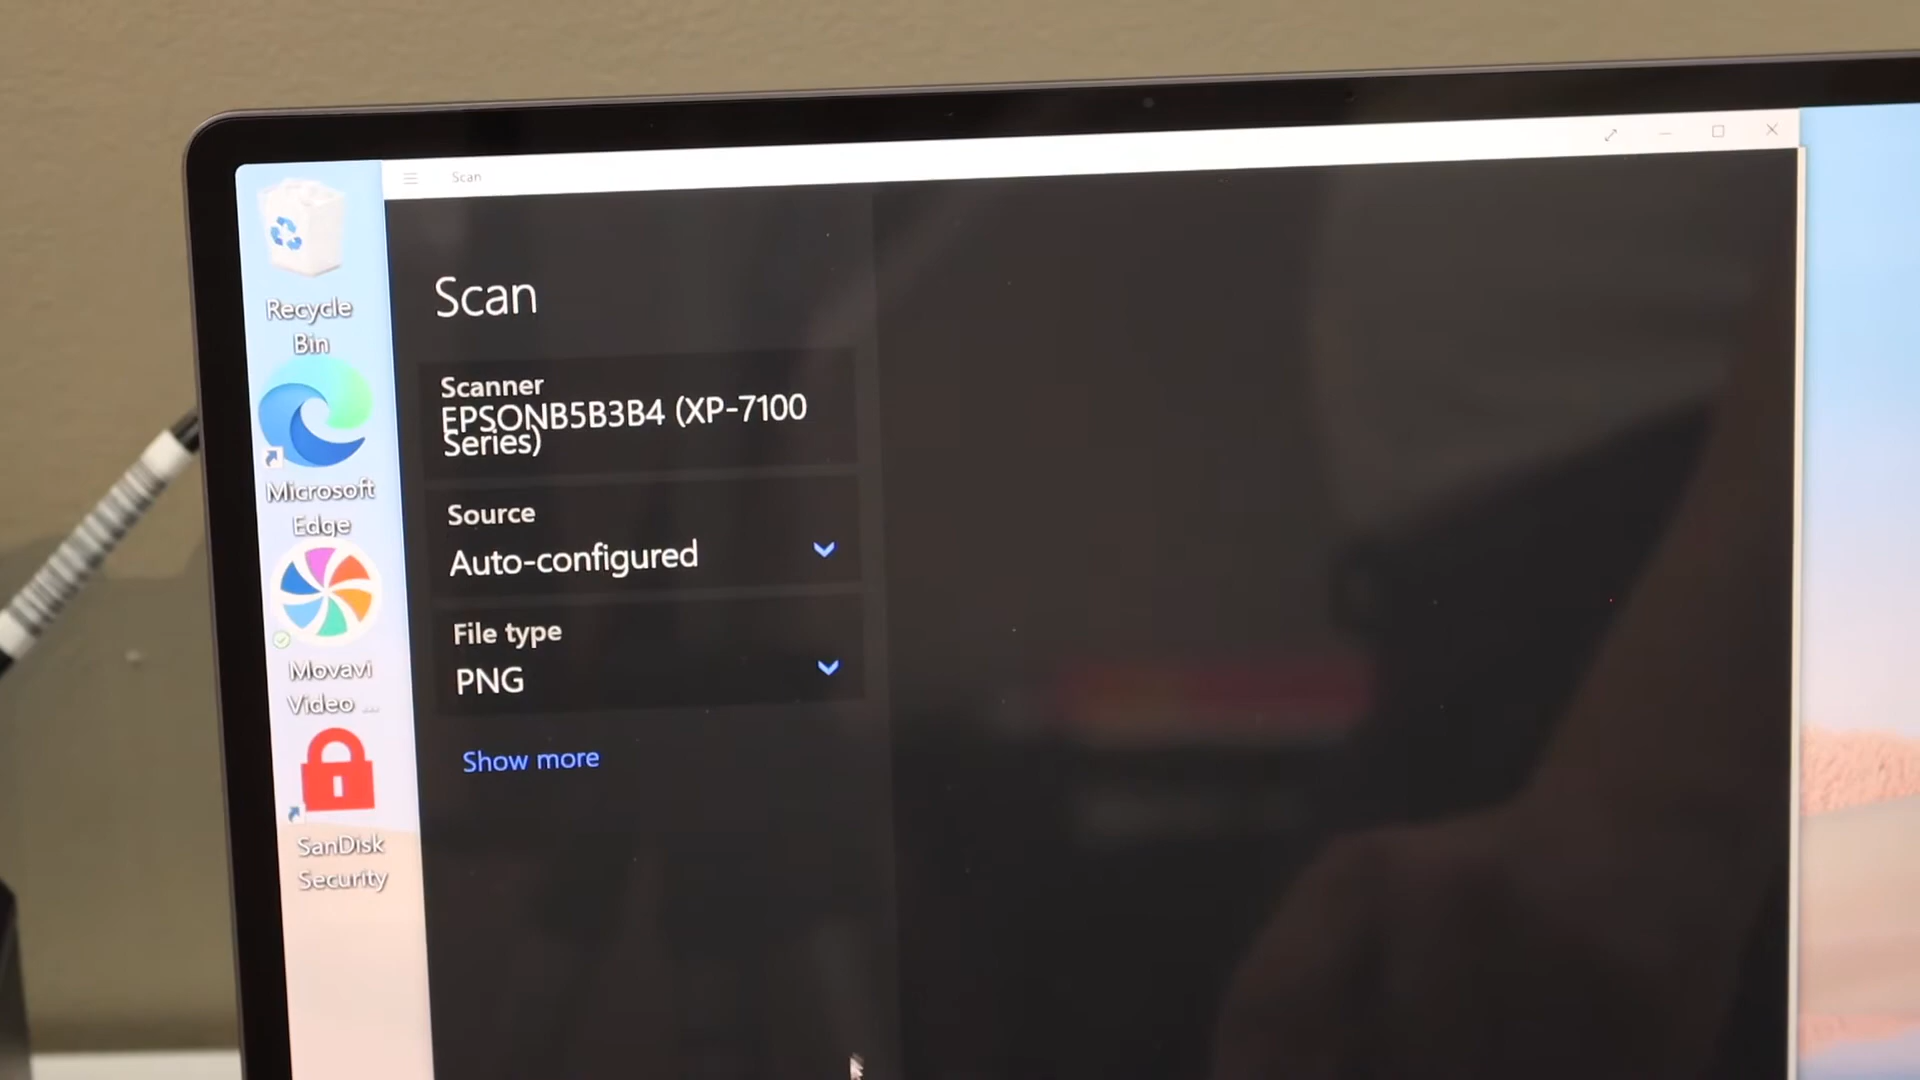 Scan
Recycle
Bin
Microsoft
Edge
Movavi
Video ...
SanDisk
Security
Scan
Scanner
EPSONB5B3B4 (XP-7100
Series)
Source
Auto-configured
File type
PNG
Show more